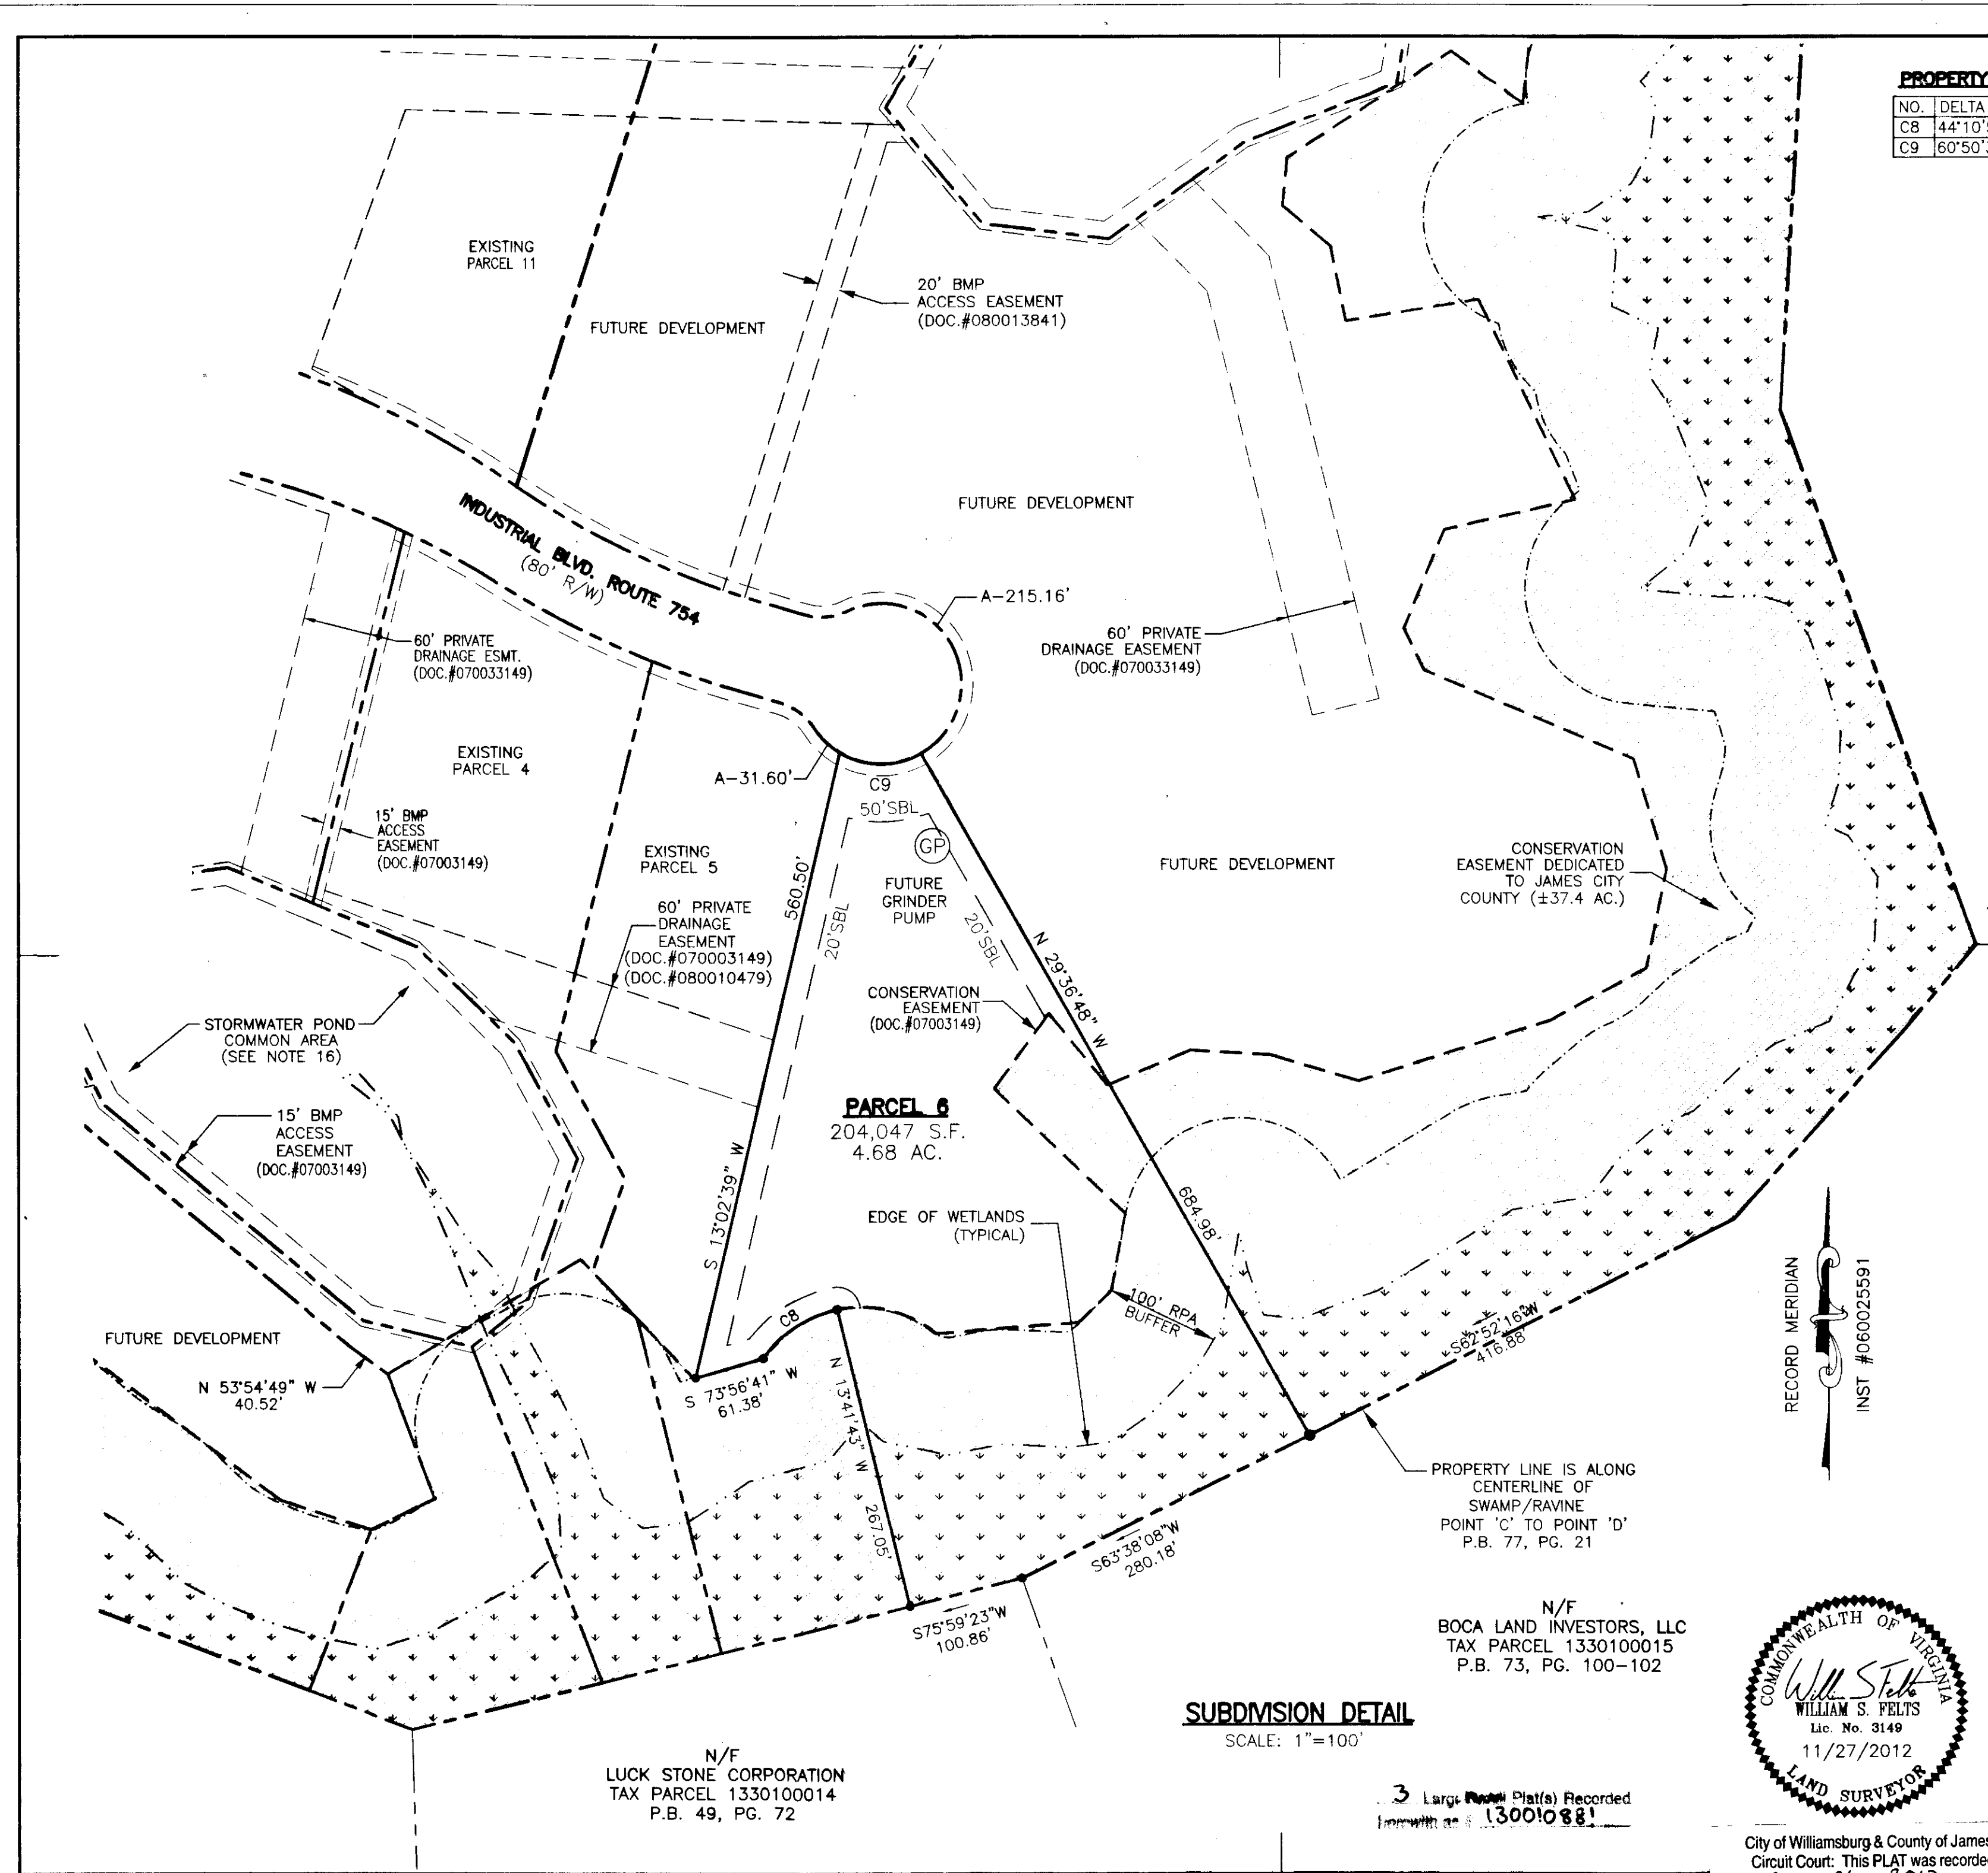 PROPERTY
NO. DELTA
C8 44°10'
C9 60°50'
EXISTING
PARCEL 11
FUTURE DEVELOPMENT
20' BMP
ACCESS EASEMENT
(DOC.#080013841)
FUTURE DEVELOPMENT
INDUSTRIAL BLVD. ROUTE 754
(80' R/W)
A-215.16'
60' PRIVATE
DRAINAGE ESMT.
(DOC.#070033149)
60' PRIVATE
DRAINAGE EASEMENT
(DOC.#070033149)
EXISTING
PARCEL 4
A-31.60'
C9
50'SBL
15' BMP
ACCESS
EASEMENT
(DOC.#07003149)
EXISTING
PARCEL 5
GP
FUTURE
GRINDER
PUMP
FUTURE DEVELOPMENT
CONSERVATION
EASEMENT DEDICATED
TO JAMES CITY
COUNTY (±37.4 AC.)
560.50'
20'SBL
20'SBL
N 29°36'48" W
60' PRIVATE
DRAINAGE
EASEMENT
(DOC.#070003149)
(DOC.#080010479)
CONSERVATION
EASEMENT
(DOC.#07003149)
STORMWATER POND
COMMON AREA
(SEE NOTE 16)
15' BMP
ACCESS
EASEMENT
(DOC.#07003149)
PARCEL 6
204,047 S.F.
4.68 AC.
S 13°02'39" W
684.98'
EDGE OF WETLANDS
(TYPICAL)
100' RPA
BUFFER
C8
FUTURE DEVELOPMENT
N 53°54'49" W
40.52'
S 73°56'41" W
61.38'
N 13°41'43" W
267.05'
S62°52'16"W
416.88'
RECORD MERIDIAN
INST #060025591
PROPERTY LINE IS ALONG
CENTERLINE OF
SWAMP/RAVINE
POINT 'C' TO POINT 'D'
P.B. 77, PG. 21
S63°38'08"W
280.18'
S75°59'23"W
100.86'
N/F
BOCA LAND INVESTORS, LLC
TAX PARCEL 1330100015
P.B. 73, PG. 100-102
SUBDIVISION DETAIL
SCALE: 1"=100'
N/F
LUCK STONE CORPORATION
TAX PARCEL 1330100014
P.B. 49, PG. 72
COMMONWEALTH OF VIRGINIA
William S Felts
WILLIAM S. FELTS
Lic. No. 3149
11/27/2012
LAND SURVEYOR
3 Large Plat(s) Recorded
herewith as # 130010881
City of Williamsburg & County of James
Circuit Court: This PLAT was recorde